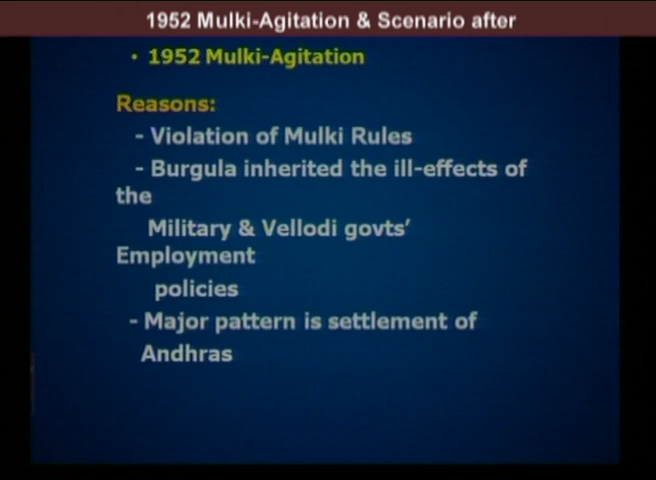 1952 Mulki-Agitation & Scenario after
• 1952 Mulki-Agitation
Reasons:
- Violation of Mulki Rules
- Burgula inherited the ill-effects of
the
Military & Vellodi govts’
Employment
policies
- Major pattern is settlement of
Andhras